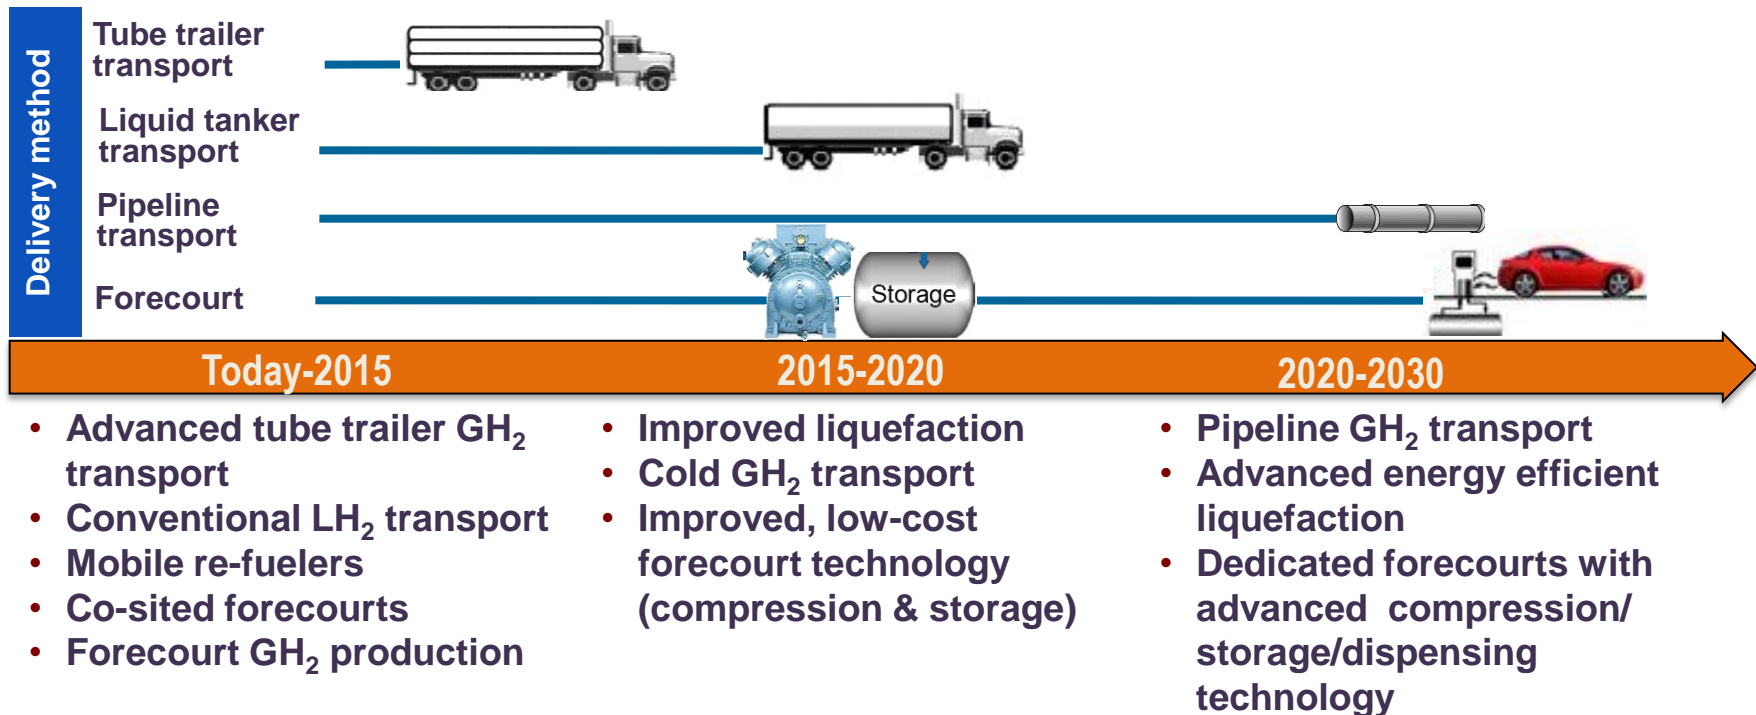 Delivery method
Tube trailer
transport
Liquid tanker
transport
Pipeline
transport
Forecourt
Storage
Today-2015
2015-2020
2020-2030
• Advanced tube trailer GH₂
transport
• Conventional LH₂ transport
• Mobile re-fuelers
• Co-sited forecourts
• Forecourt GH₂ production
• Improved liquefaction
• Cold GH₂ transport
• Improved, low-cost
forecourt technology
(compression & storage)
• Pipeline GH₂ transport
• Advanced energy efficient
liquefaction
• Dedicated forecourts with
advanced compression/
storage/dispensing
technology